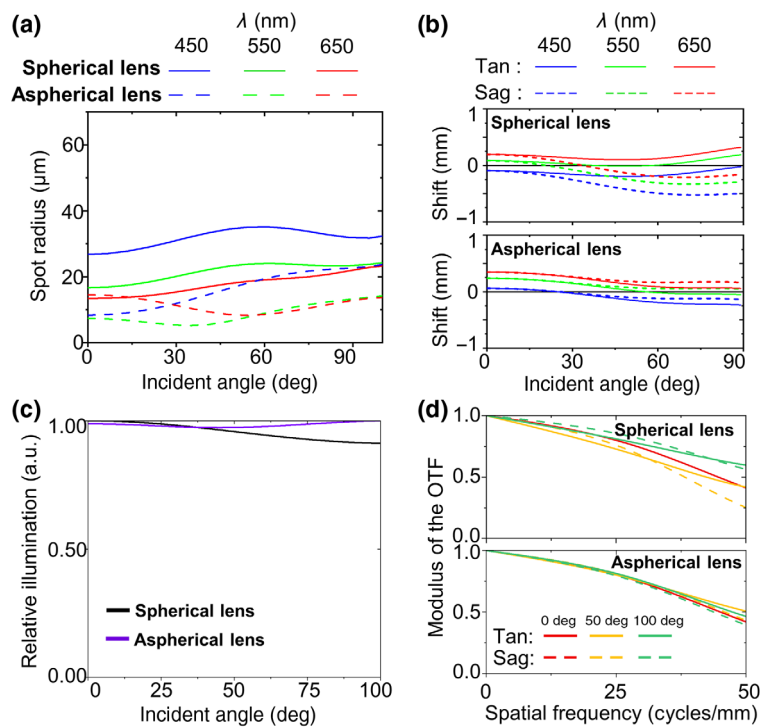 (a)
λ (nm)
450 550 650
Spherical lens
Aspherical lens
60
40
20
0
Spot radius (μm)
0 30 60 90
Incident angle (deg)
(b)
λ (nm)
450 550 650
Tan :
Sag :
1
0
−1
Shift (mm)
Spherical lens
1
0
−1
Shift (mm)
Aspherical lens
0 30 60 90
Incident angle (deg)
(c)
1.00
0.50
0.00
Relative illumination (a.u.)
Spherical lens
Aspherical lens
0 25 50 75 100
Incident angle (deg)
(d)
1.0
0.5
0.0
Spherical lens
Modulus of the OTF
1.0
0.5
0.0
Aspherical lens
0 deg 50 deg 100 deg
Tan:
Sag:
0 25 50
Spatial frequency (cycles/mm)